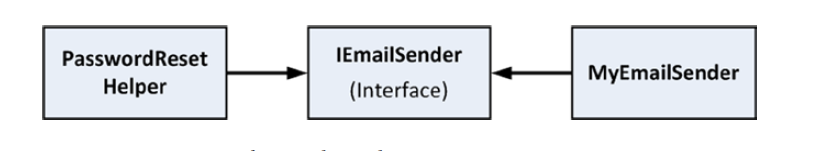 PasswordReset
Helper
IEmailSender
(Interface)
MyEmailSender